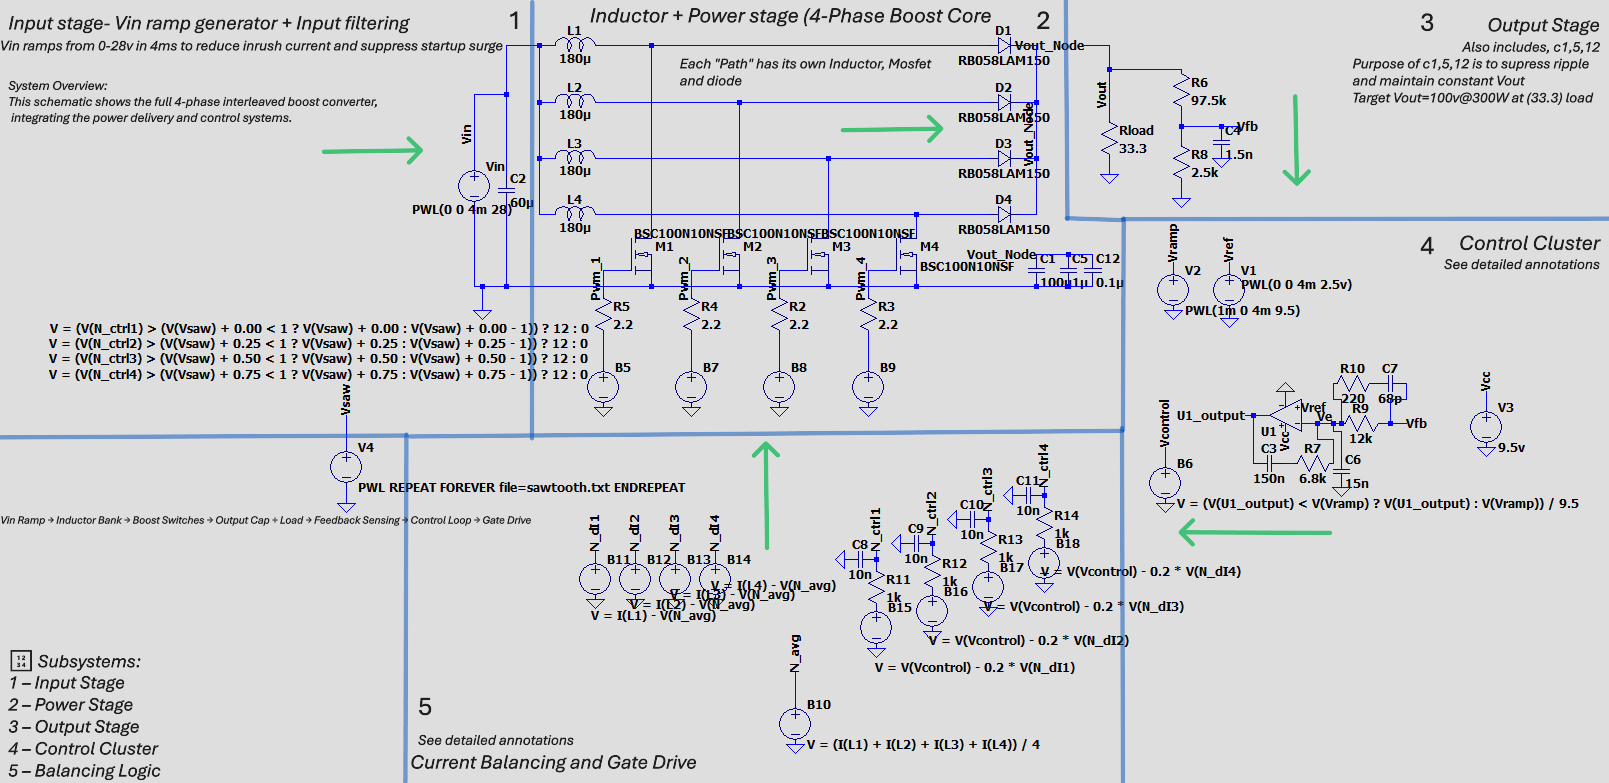 Input stage- Vin ramp generator + Input filtering
1
Vin ramps from 0-28v in 4ms to reduce inrush current and suppress startup surge
System Overview:
This schematic shows the full 4-phase interleaved boost converter,
integrating the power delivery and control systems.
Vin
Vin
PWL(0 0 4m 28)
C2
60µ
Inductor + Power stage (4-Phase Boost Core
2
L1
180µ
L2
180µ
L3
180µ
L4
180µ
Each "Path" has its own Inductor, Mosfet
and diode
D1
RB058LAM150
D2
RB058LAM150
D3
RB058LAM150
D4
RB058LAM150
Vout_Node
Vout_Node
BSC100N10NSF
M1
BSC100N10NSF
M2
BSC100N10NSF
M3
M4
BSC100N10NSF
Vout_Node
C1
100µ
C5
1µ
C12
0.1µ
Pwm_1
Pwm_2
Pwm_3
Pwm_4
R5
2.2
R4
2.2
R2
2.2
R3
2.2
B5
B7
B8
B9
V = (V(N_ctrl1) > (V(Vsaw) + 0.00 < 1 ? V(Vsaw) + 0.00 : V(Vsaw) + 0.00 - 1)) ? 12 : 0
V = (V(N_ctrl2) > (V(Vsaw) + 0.25 < 1 ? V(Vsaw) + 0.25 : V(Vsaw) + 0.25 - 1)) ? 12 : 0
V = (V(N_ctrl3) > (V(Vsaw) + 0.50 < 1 ? V(Vsaw) + 0.50 : V(Vsaw) + 0.50 - 1)) ? 12 : 0
V = (V(N_ctrl4) > (V(Vsaw) + 0.75 < 1 ? V(Vsaw) + 0.75 : V(Vsaw) + 0.75 - 1)) ? 12 : 0
3
Output Stage
Also includes, c1,5,12
Purpose of c1,5,12 is to supress ripple
and maintain constant Vout
Target Vout=100v@300W at (33.3) load
Vout
Rload
33.3
R6
97.5k
R8
2.5k
C4
1.5n
Vfb
4
Control Cluster
See detailed annotations
Vramp
V2
PWL(1m 0 4m 9.5)
Vref
V1
PWL(0 0 4m 2.5v)
R10
220
C7
68p
U1_output
Vref
Ve
R9
12k
Vfb
U1
Vcc
C3
150n
R7
6.8k
C6
15n
Vcc
V3
9.5v
Vcontrol
B6
V = (V(U1_output) < V(Vramp) ? V(U1_output) : V(Vramp)) / 9.5
Vsaw
V4
PWL REPEAT FOREVER file=sawtooth.txt ENDREPEAT
Vin Ramp → Inductor Bank → Boost Switches → Output Cap + Load → Feedback Sensing → Control Loop → Gate Drive
N_dI1
N_dI2
N_dI3
N_dI4
B11
B12
B13
B14
V = I(L4) - V(N_avg)
V = I(L3) - V(N_avg)
V = I(L2) - V(N_avg)
V = I(L1) - V(N_avg)
N_ctrl1
N_ctrl2
N_ctrl3
N_ctrl4
C8
10n
R11
1k
B15
V = V(Vcontrol) - 0.2 * V(N_dI1)
C9
10n
R12
1k
B16
V = V(Vcontrol) - 0.2 * V(N_dI2)
C10
10n
R13
1k
B17
V = V(Vcontrol) - 0.2 * V(N_dI3)
C11
10n
R14
1k
B18
V = V(Vcontrol) - 0.2 * V(N_dI4)
N_avg
B10
V = (I(L1) + I(L2) + I(L3) + I(L4)) / 4
5
See detailed annotations
Current Balancing and Gate Drive
12
34
Subsystems:
1 – Input Stage
2 – Power Stage
3 – Output Stage
4 – Control Cluster
5 – Balancing Logic